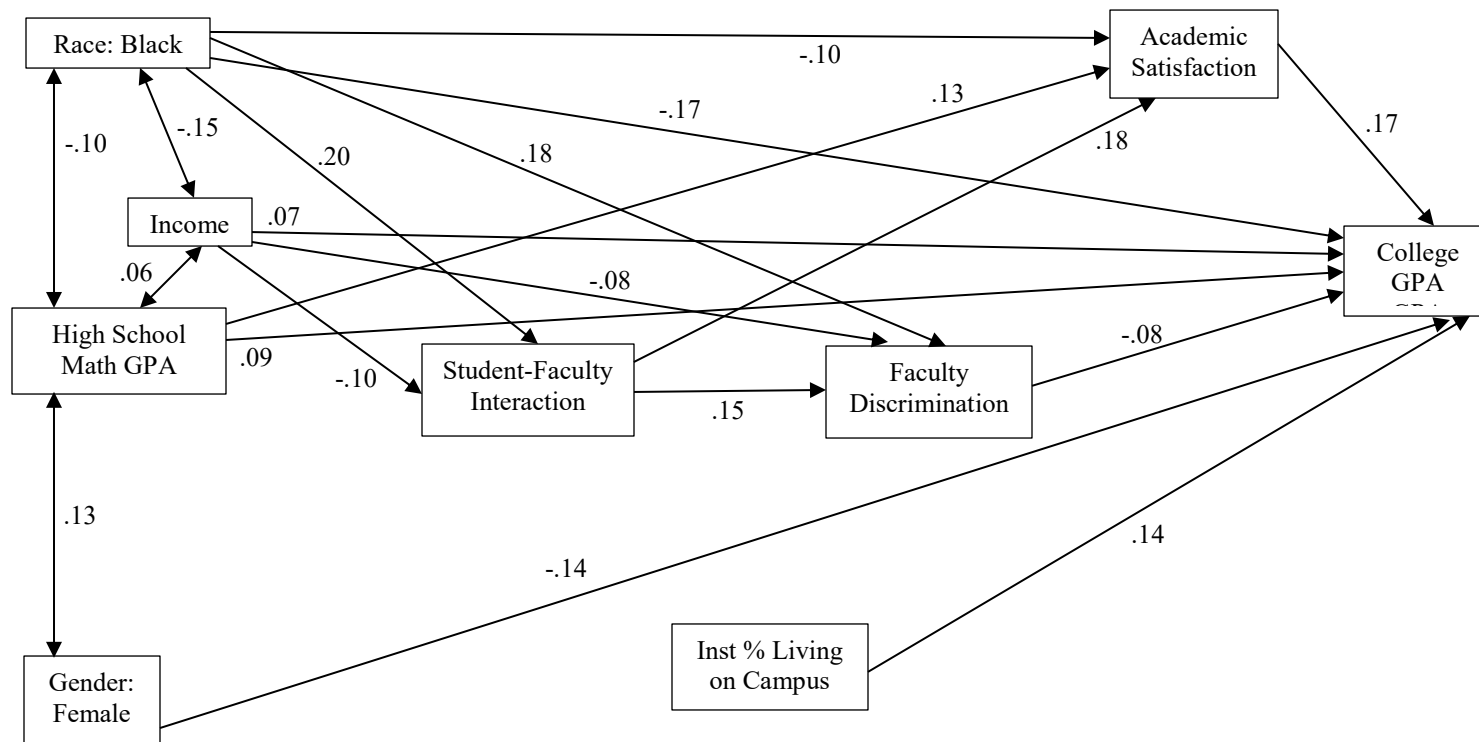 Race: Black
Academic
Satisfaction
-.10
.13
-.17
-.10
-.15
.20
.18
.18
.17
Income
.07
College
GPA
.06
-.08
High School
Math GPA
.09
-.10
Student-Faculty
Interaction
.15
Faculty
Discrimination
-.08
.13
-.14
.14
Inst % Living
on Campus
Gender:
Female